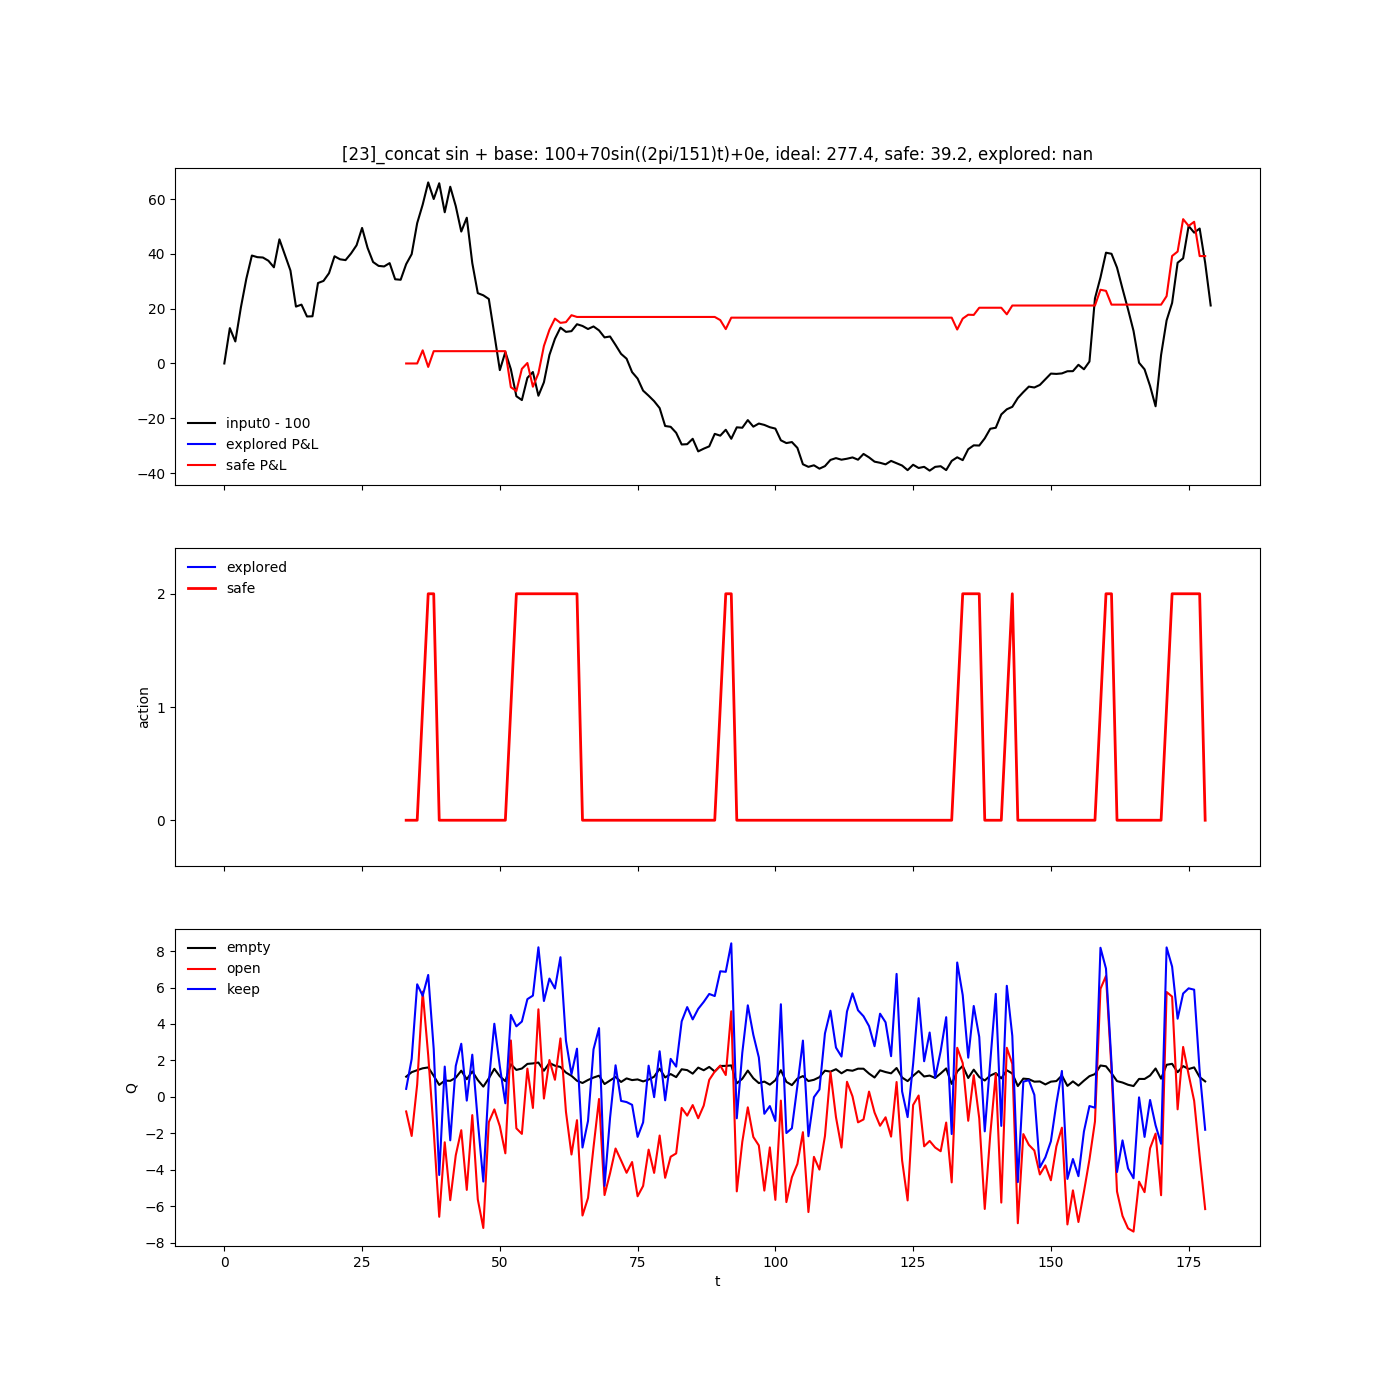 [23]_concat sin + base: 100+70sin((2pi/151)t)+0e, ideal: 277.4, safe: 39.2, explored: nan
60
40
20
0
−20
−40
input0 - 100
explored P&L
safe P&L
explored
safe
2
1
0
action
empty
open
keep
8
6
4
2
0
−2
−4
−6
−8
Q
0 25 50 75 100 125 150 175
t